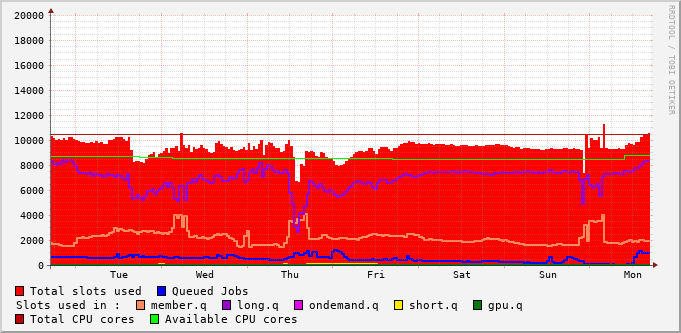 20000
18000
16000
14000
12000
10000
8000
6000
4000
2000
0
Tue Wed Thu Fri Sat Sun Mon
RRDTOOL / TOBI OETIKER
Total slots used Queued Jobs
Slots used in : member.q long.q ondemand.q short.q gpu.q
Total CPU cores Available CPU cores